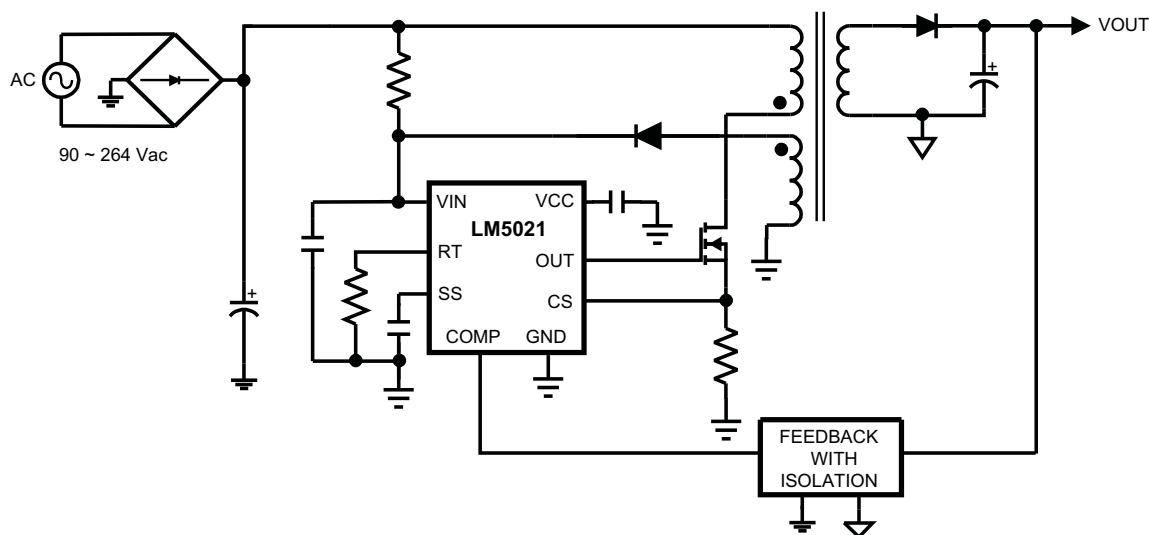 VOUT
AC
90 ~ 264 Vac
VIN
VCC
LM5021
RT
OUT
SS
CS
COMP
GND
FEEDBACK
WITH
ISOLATION